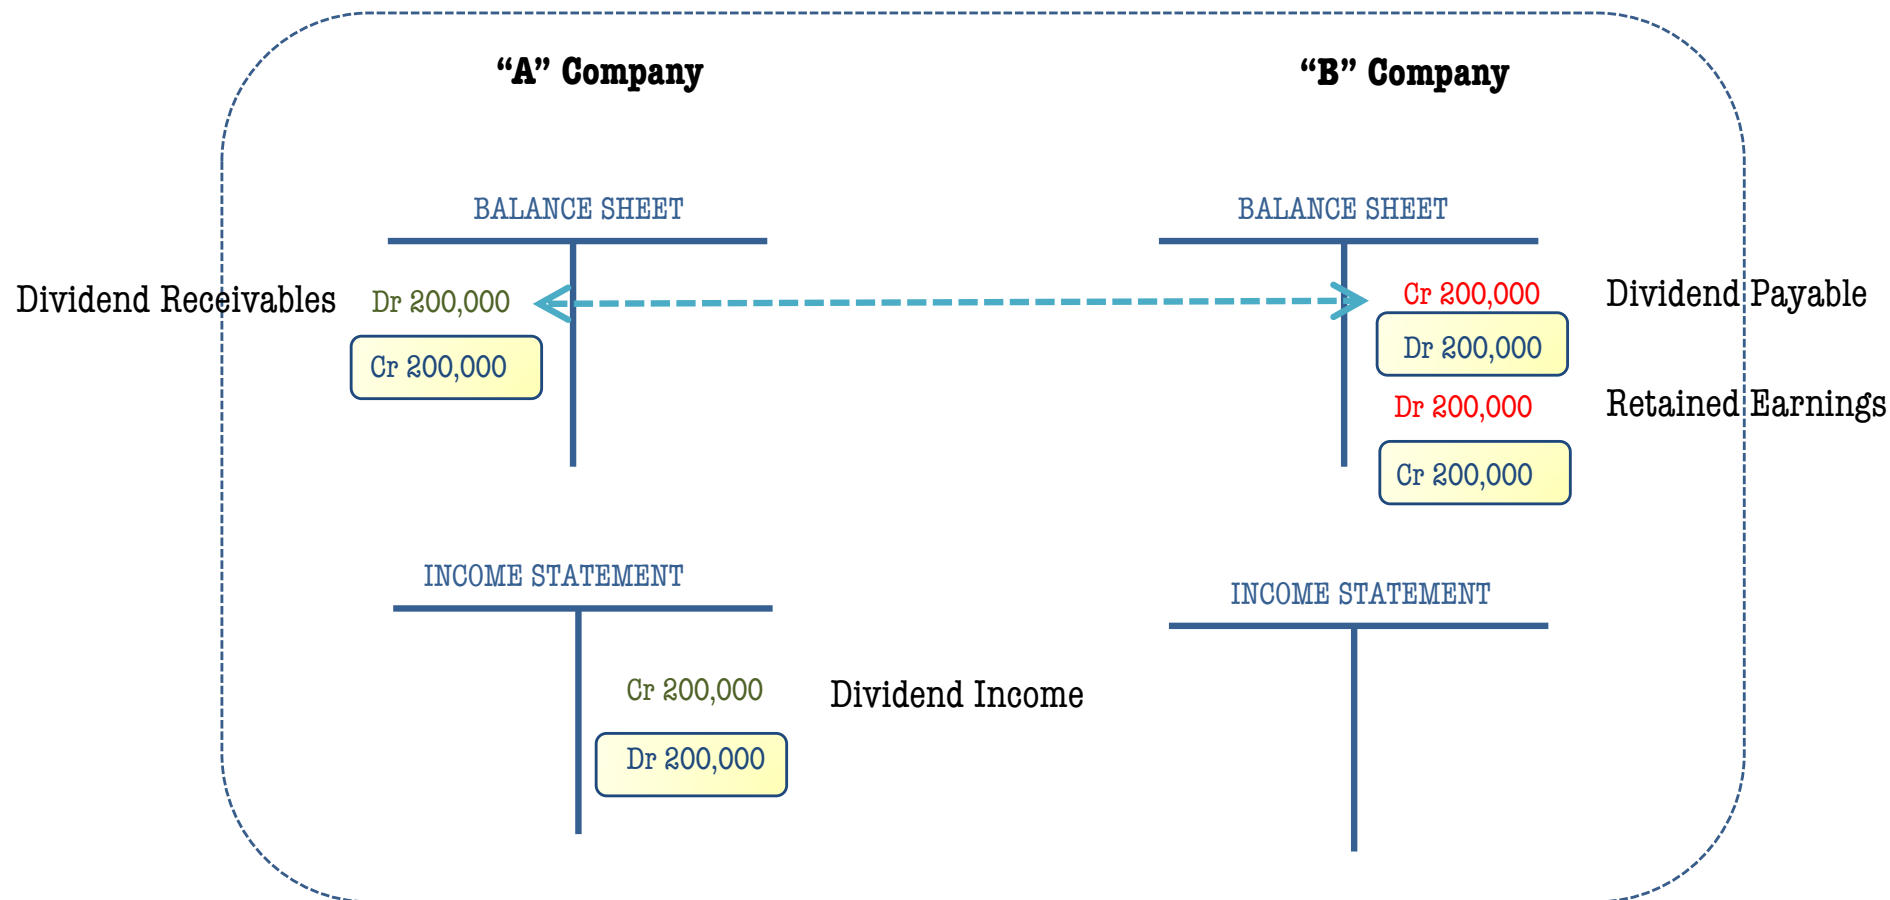 “A” Company
“B” Company
BALANCE SHEET
BALANCE SHEET
Dividend Receivables
Dr 200,000
Cr 200,000
Cr 200,000
Dividend Payable
Dr 200,000
Dr 200,000
Retained Earnings
Cr 200,000
INCOME STATEMENT
Cr 200,000
Dividend Income
Dr 200,000
INCOME STATEMENT